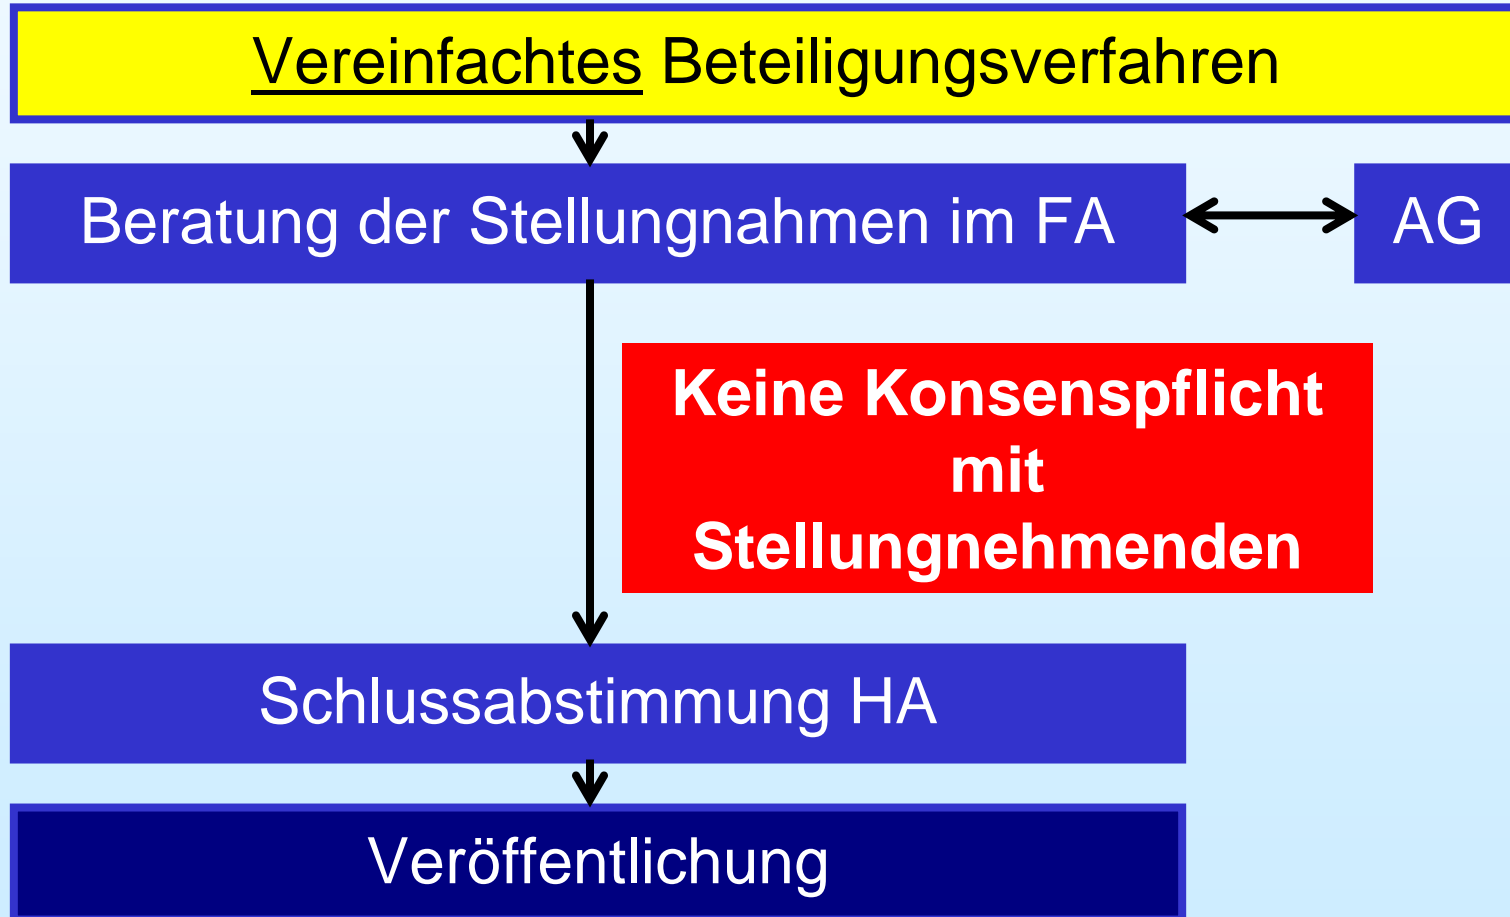 Vereinfachtes Beteiligungsverfahren
Beratung der Stellungnahmen im FA
AG
Keine Konsenspflicht
mit
Stellungnehmenden
Schlussabstimmung HA
Veröffentlichung